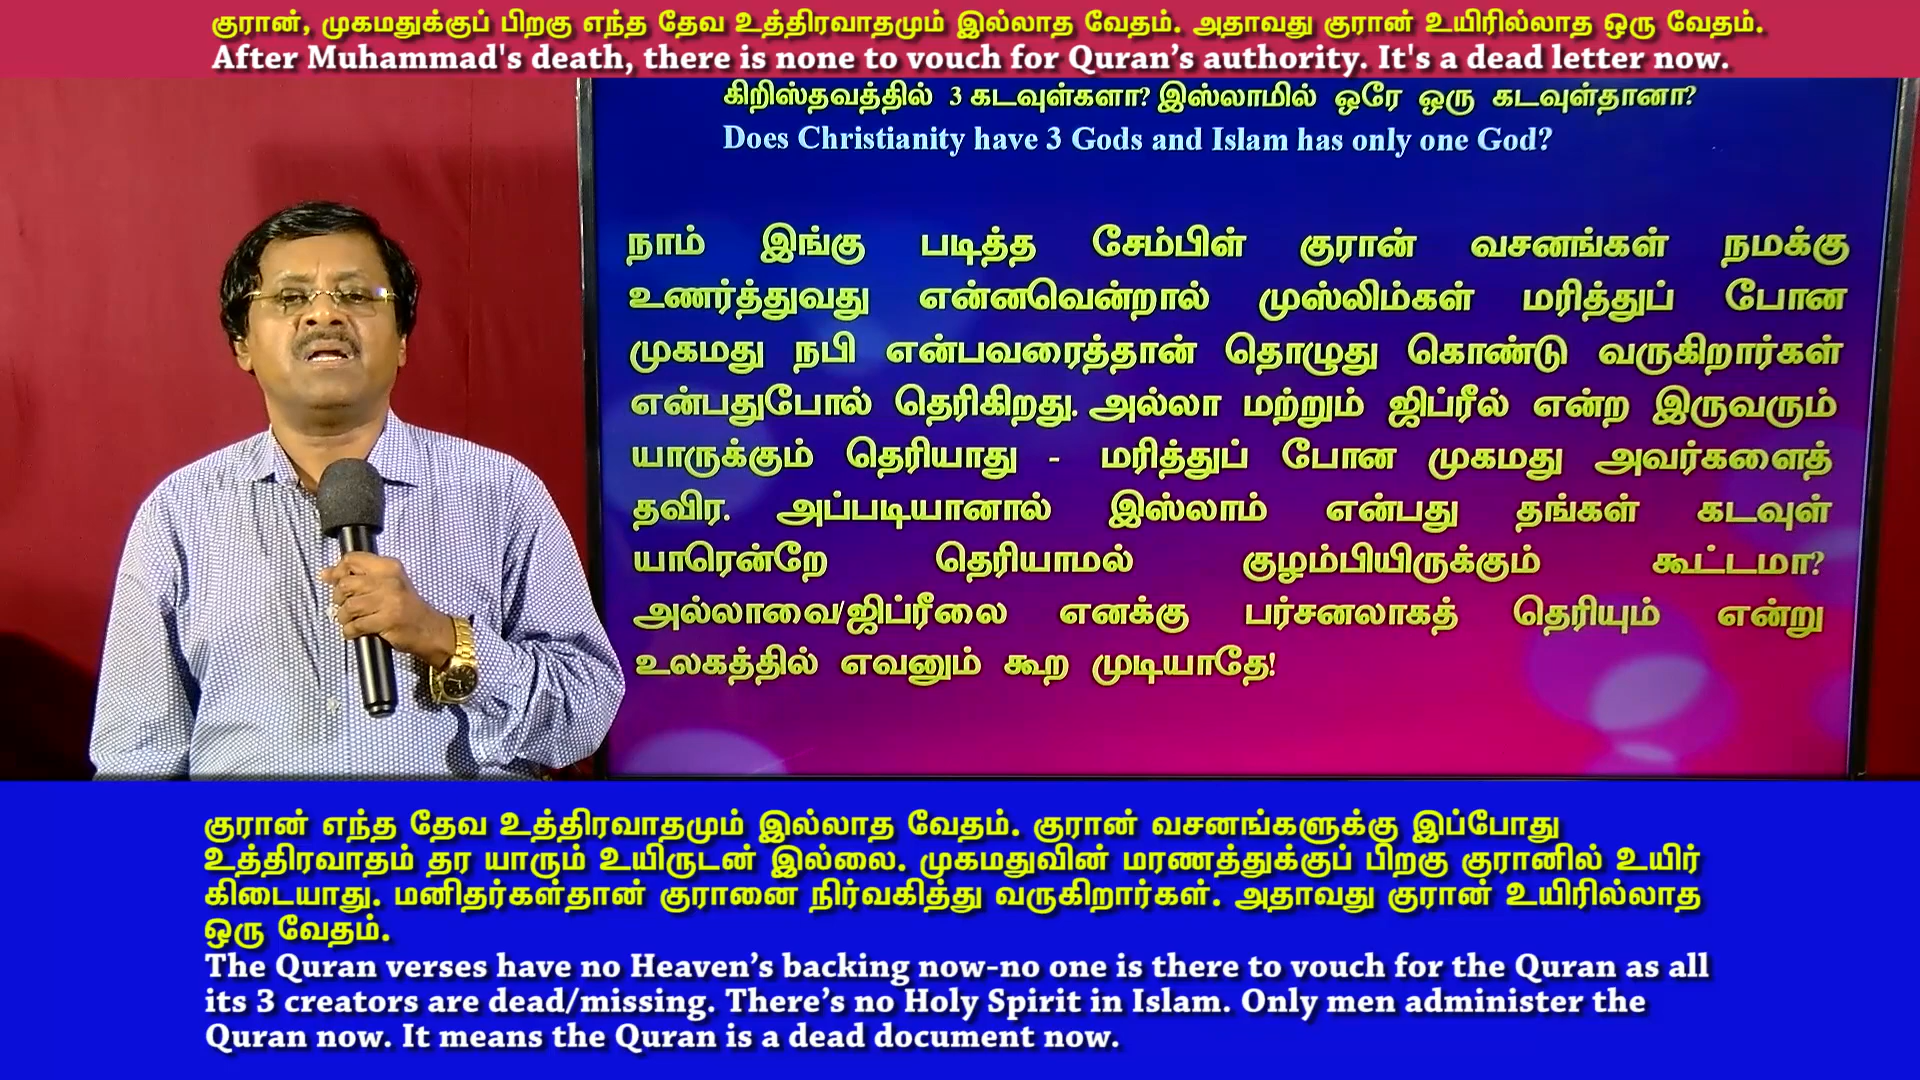 குரான், முகமதுக்குப் பிறகு எந்த தேவ உத்திரவாதமும் இல்லாத வேதம். அதாவது குரான் உயிரில்லாத ஒரு வேதம்.
After Muhammad's death, there is none to vouch for Quran’s authority. It's a dead letter now.
கிறிஸ்தவத்தில் 3 கடவுள்களா? இஸ்லாமில் ஒரே ஒரு கடவுள்தானா?
Does Christianity have 3 Gods and Islam has only one God?
நாம் இங்கு படித்த சேம்பிள் குரான் வசனங்கள் நமக்கு
உணர்த்துவது என்னவென்றால் முஸ்லிம்கள் மரித்துப் போன
முகமது நபி என்பவரைத்தான் தொழுது கொண்டு வருகிறார்கள்
என்பதுபோல் தெரிகிறது. அல்லா மற்றும் ஜிப்ரீல் என்ற இருவரும்
யாருக்கும் தெரியாது - மரித்துப் போன முகமது அவர்களைத்
தவிர. அப்படியானால் இஸ்லாம் என்பது தங்கள் கடவுள்
யாரென்றே தெரியாமல் குழம்பியிருக்கும் கூட்டமா?
அல்லாவை/ஜிப்ரீலை எனக்கு பர்சனலாகத் தெரியும் என்று
உலகத்தில் எவனும் கூற முடியாதே!
குரான் எந்த தேவ உத்திரவாதமும் இல்லாத வேதம். குரான் வசனங்களுக்கு இப்போது
உத்திரவாதம் தர யாரும் உயிருடன் இல்லை. முகமதுவின் மரணத்துக்குப் பிறகு குரானில் உயிர்
கிடையாது. மனிதர்கள்தான் குரானை நிர்வகித்து வருகிறார்கள். அதாவது குரான் உயிரில்லாத
ஒரு வேதம்.
The Quran verses have no Heaven’s backing now-no one is there to vouch for the Quran as all
its 3 creators are dead/missing. There’s no Holy Spirit in Islam. Only men administer the
Quran now. It means the Quran is a dead document now.